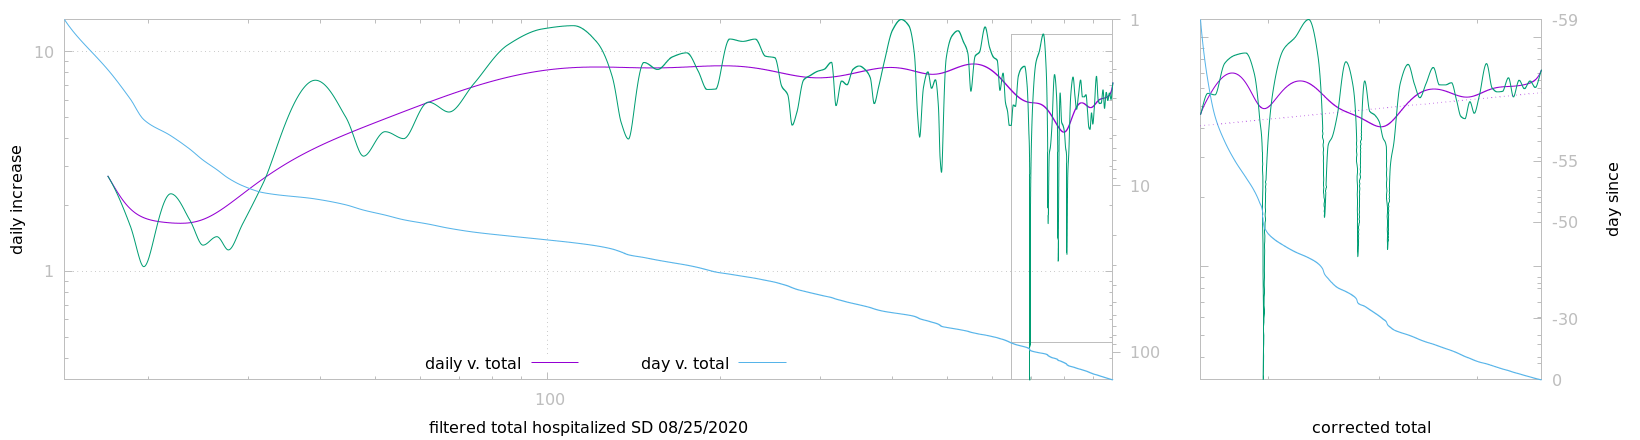 10
1
daily increase
daily v. total
day v. total
100
filtered total hospitalized SD 08/25/2020
1
10
100
-59
-55
-50
-30
0
day since
corrected total